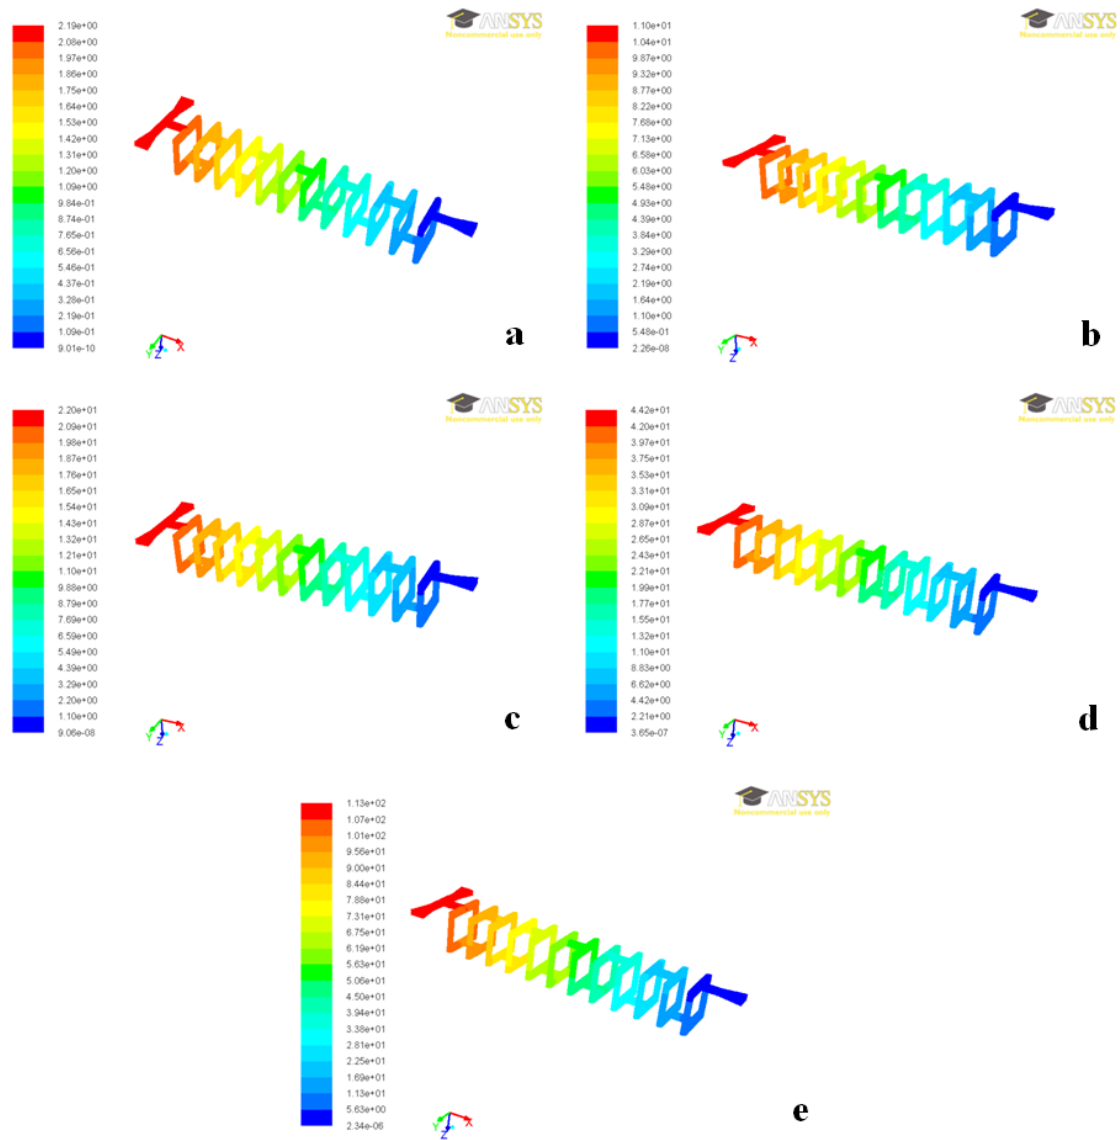 ANSYS
Noncommercial use only
2.19e+00
2.08e+00
1.97e+00
1.86e+00
1.75e+00
1.64e+00
1.53e+00
1.42e+00
1.31e+00
1.20e+00
1.09e+00
9.84e-01
8.74e-01
7.65e-01
6.56e-01
5.46e-01
4.37e-01
3.28e-01
2.19e-01
1.09e-01
9.01e-10
Y Z X
a
ANSYS
Noncommercial use only
1.10e+01
1.04e+01
9.87e+00
9.32e+00
8.77e+00
8.22e+00
7.68e+00
7.13e+00
6.58e+00
6.03e+00
5.48e+00
4.93e+00
4.39e+00
3.84e+00
3.29e+00
2.74e+00
2.19e+00
1.64e+00
1.10e+00
5.48e-01
2.26e-08
Y Z X
b
ANSYS
Noncommercial use only
2.20e+01
2.09e+01
1.98e+01
1.87e+01
1.76e+01
1.65e+01
1.54e+01
1.43e+01
1.32e+01
1.21e+01
1.10e+01
9.88e+00
8.79e+00
7.69e+00
6.59e+00
5.49e+00
4.39e+00
3.29e+00
2.20e+00
1.10e+00
9.06e-08
Y Z X
c
ANSYS
Noncommercial use only
4.42e+01
4.20e+01
3.97e+01
3.75e+01
3.53e+01
3.31e+01
3.09e+01
2.87e+01
2.65e+01
2.43e+01
2.21e+01
1.99e+01
1.77e+01
1.55e+01
1.32e+01
1.10e+01
8.83e+00
6.62e+00
4.42e+00
2.21e+00
3.65e-07
Y Z X
d
ANSYS
Noncommercial use only
1.13e+02
1.07e+02
1.01e+02
9.56e+01
9.00e+01
8.44e+01
7.88e+01
7.31e+01
6.75e+01
6.19e+01
5.63e+01
5.06e+01
4.50e+01
3.94e+01
3.38e+01
2.81e+01
2.25e+01
1.69e+01
1.13e+01
5.63e+00
2.34e-06
Y Z X
e